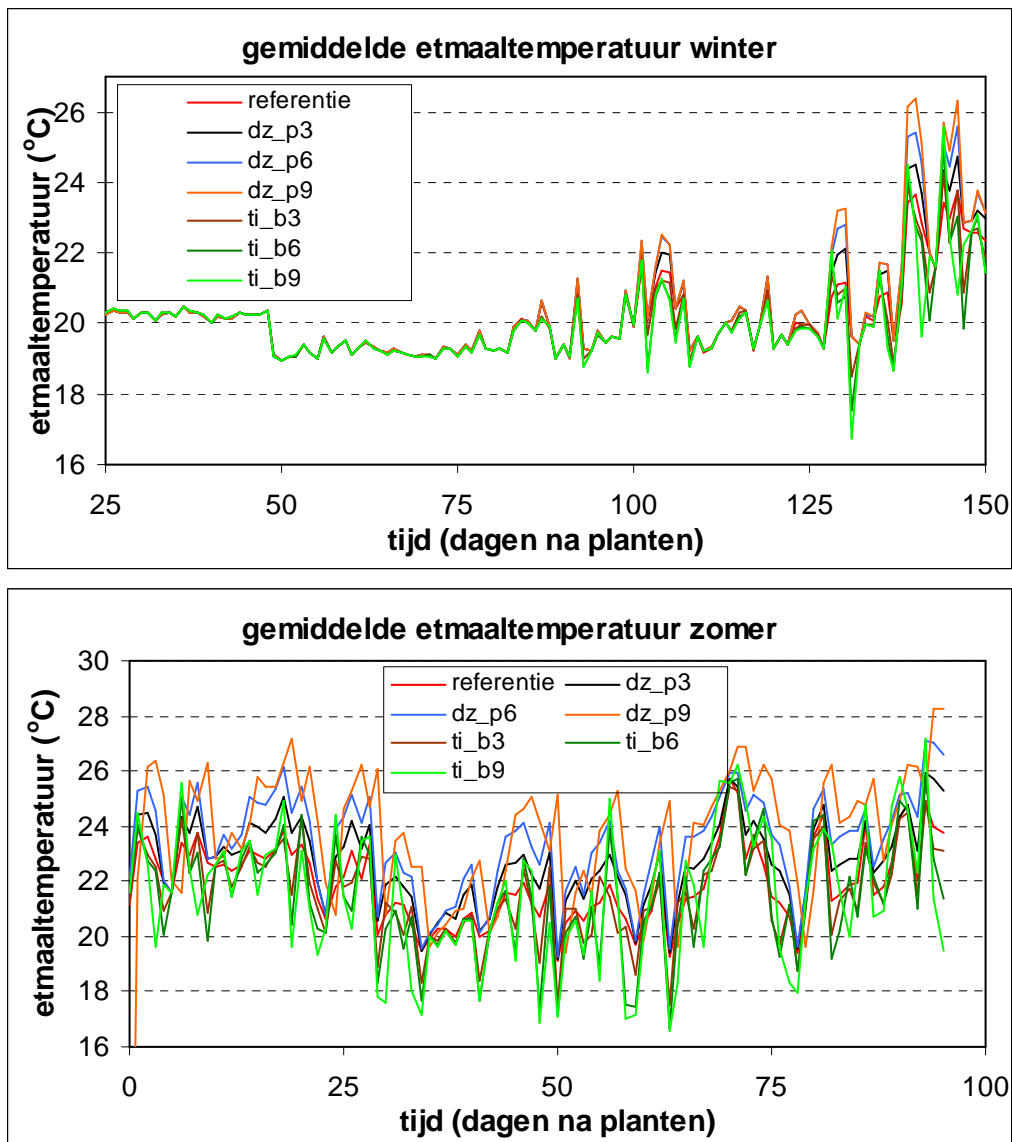 gemiddelde etmaaltemperatuur winter
etmaaltemperatuur (°C)
26
24
22
20
18
16
referentie
dz_p3
dz_p6
dz_p9
ti_b3
ti_b6
ti_b9
25
50
75
100
125
150
tijd (dagen na planten)
gemiddelde etmaaltemperatuur zomer
etmaaltemperatuur (°C)
30
28
26
24
22
20
18
16
referentie dz_p3
dz_p6 dz_p9
ti_b3 ti_b6
ti_b9
0
25
50
75
100
tijd (dagen na planten)